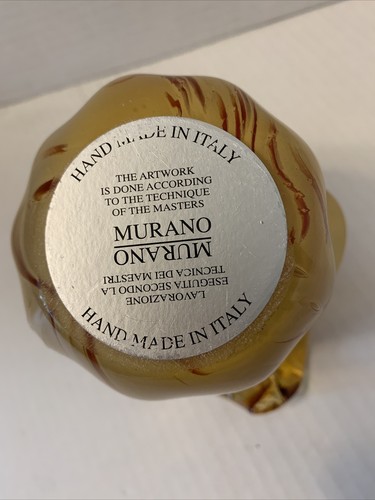 HAND MADE IN ITALY
THE ARTWORK
IS DONE ACCORDING
TO THE TECHNIQUE
OF THE MASTERS
MURANO
MURANO
LAVORAZIONE
ESEGUITA SECONDO LA
TECNICA DEI MAESTRI
HAND MADE IN ITALY